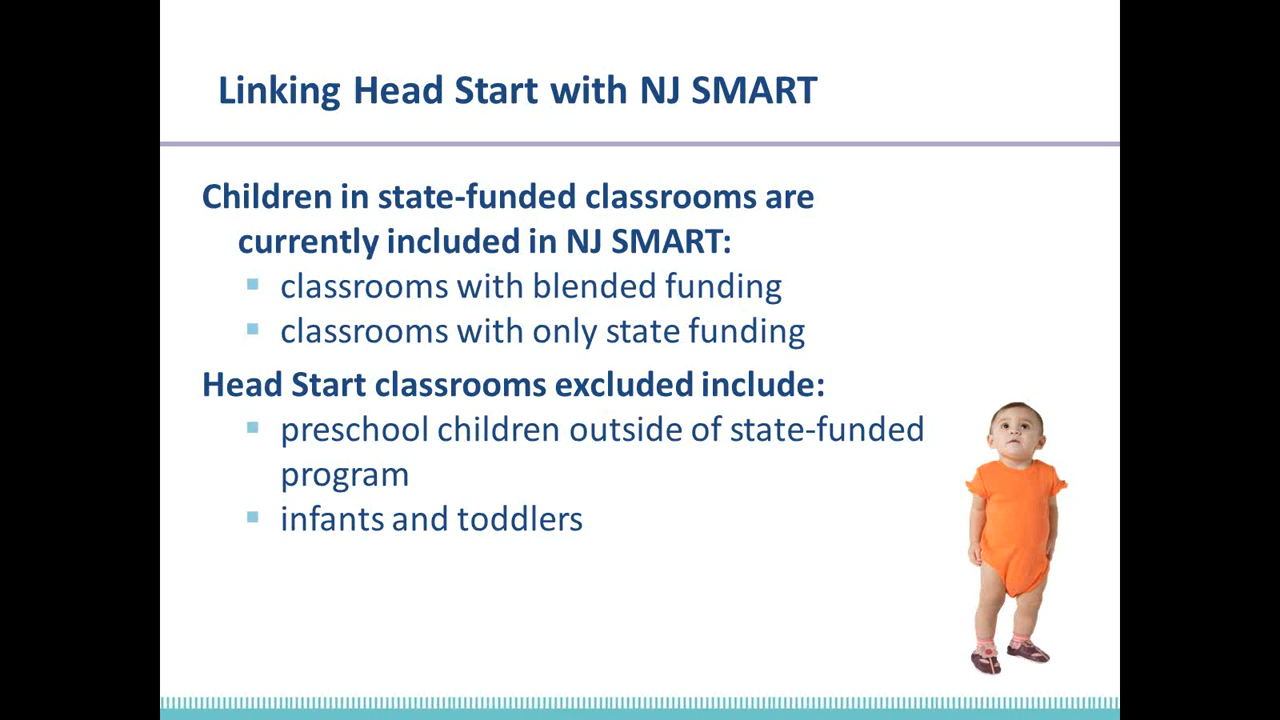 Linking Head Start with NJ SMART
Children in state-funded classrooms are
currently included in NJ SMART:
classrooms with blended funding
classrooms with only state funding
Head Start classrooms excluded include:
preschool children outside of state-funded
program
infants and toddlers